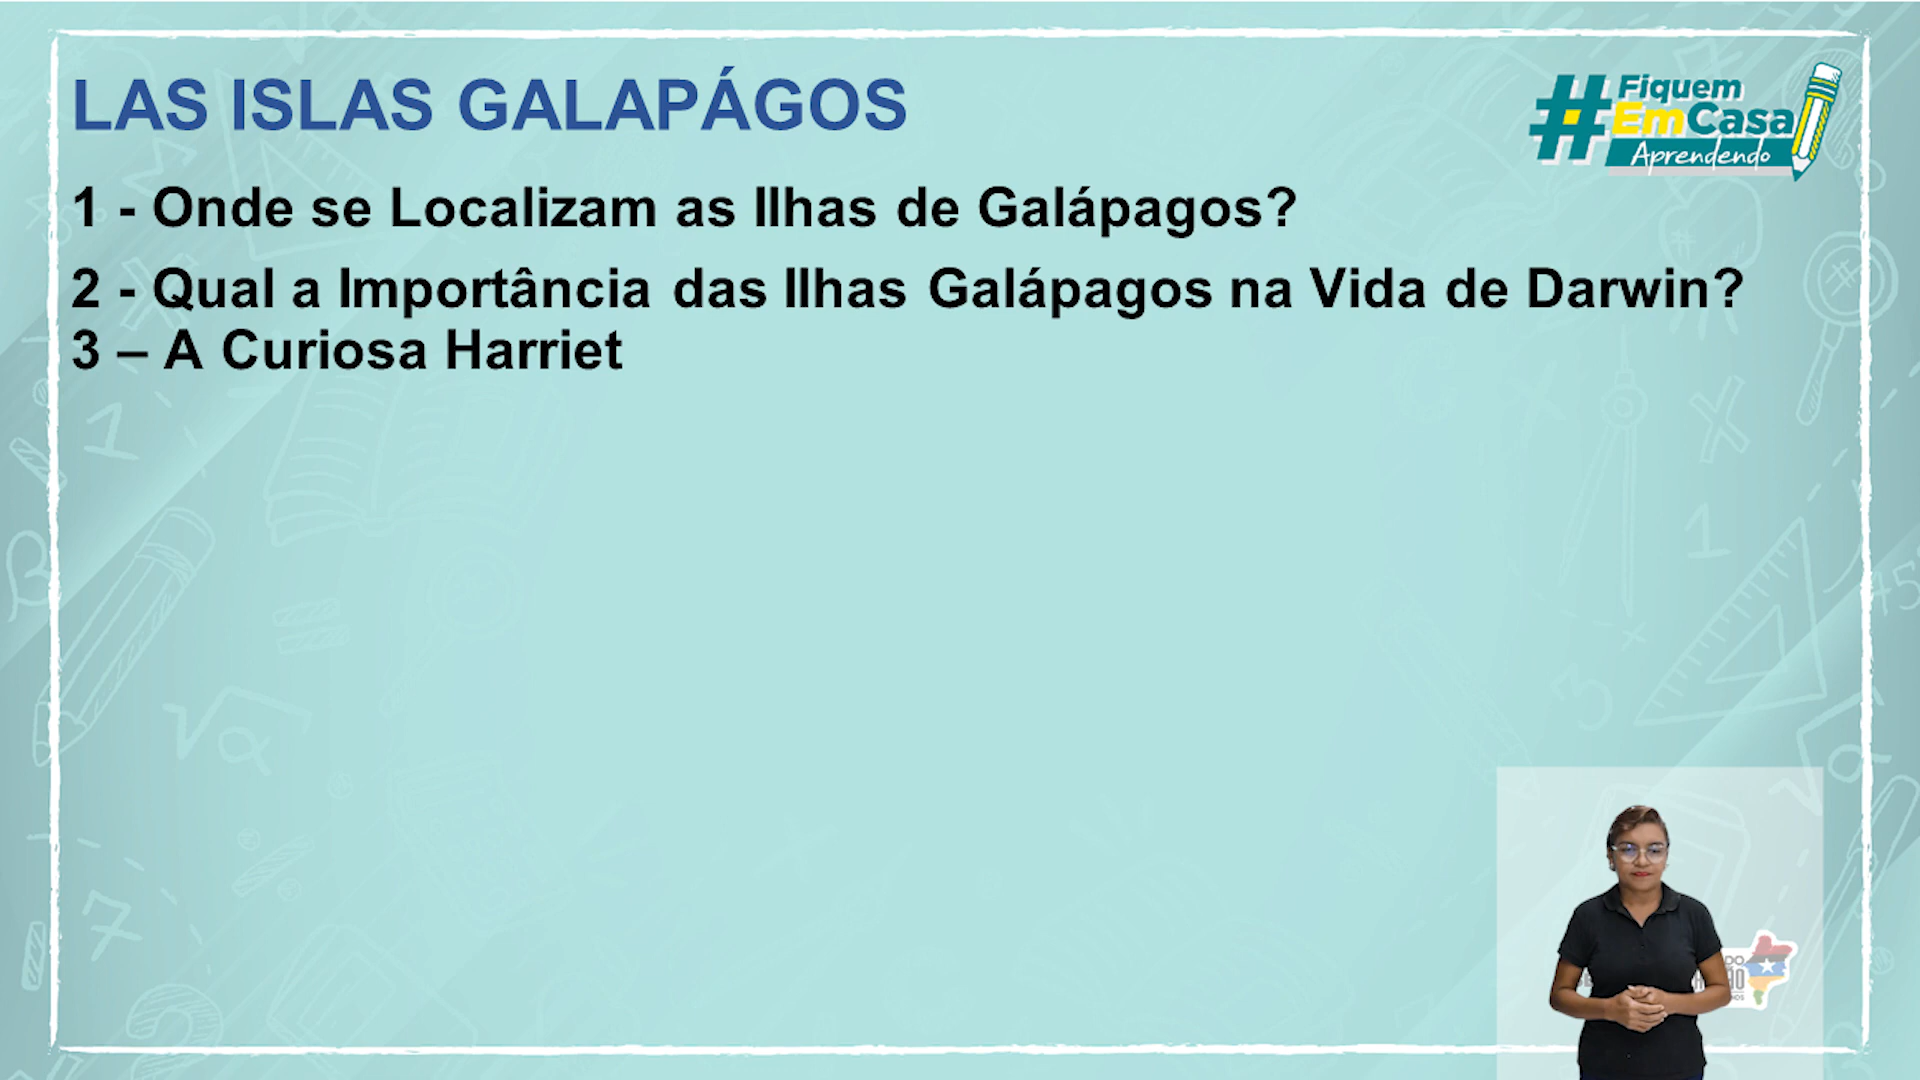 LAS ISLAS GALAPÁGOS
#Fiquem
EmCasa
Aprendendo
1 - Onde se Localizam as Ilhas de Galápagos?
2 - Qual a Importância das Ilhas Galápagos na Vida de Darwin?
3 – A Curiosa Harriet